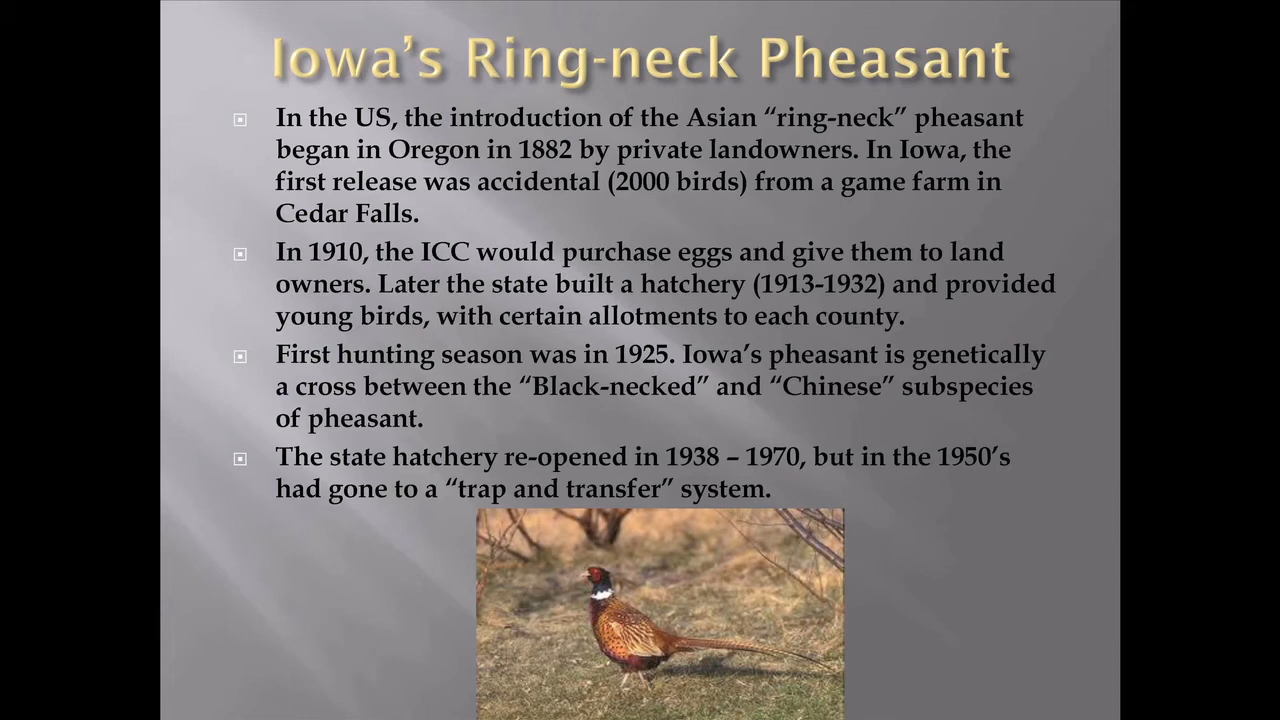 Iowa’s Ring-neck Pheasant
In the US, the introduction of the Asian “ring-neck” pheasant
began in Oregon in 1882 by private landowners. In Iowa, the
first release was accidental (2000 birds) from a game farm in
Cedar Falls.
In 1910, the ICC would purchase eggs and give them to land
owners. Later the state built a hatchery (1913-1932) and provided
young birds, with certain allotments to each county.
First hunting season was in 1925. Iowa’s pheasant is genetically
a cross between the “Black-necked” and “Chinese” subspecies
of pheasant.
The state hatchery re-opened in 1938 – 1970, but in the 1950’s
had gone to a “trap and transfer” system.